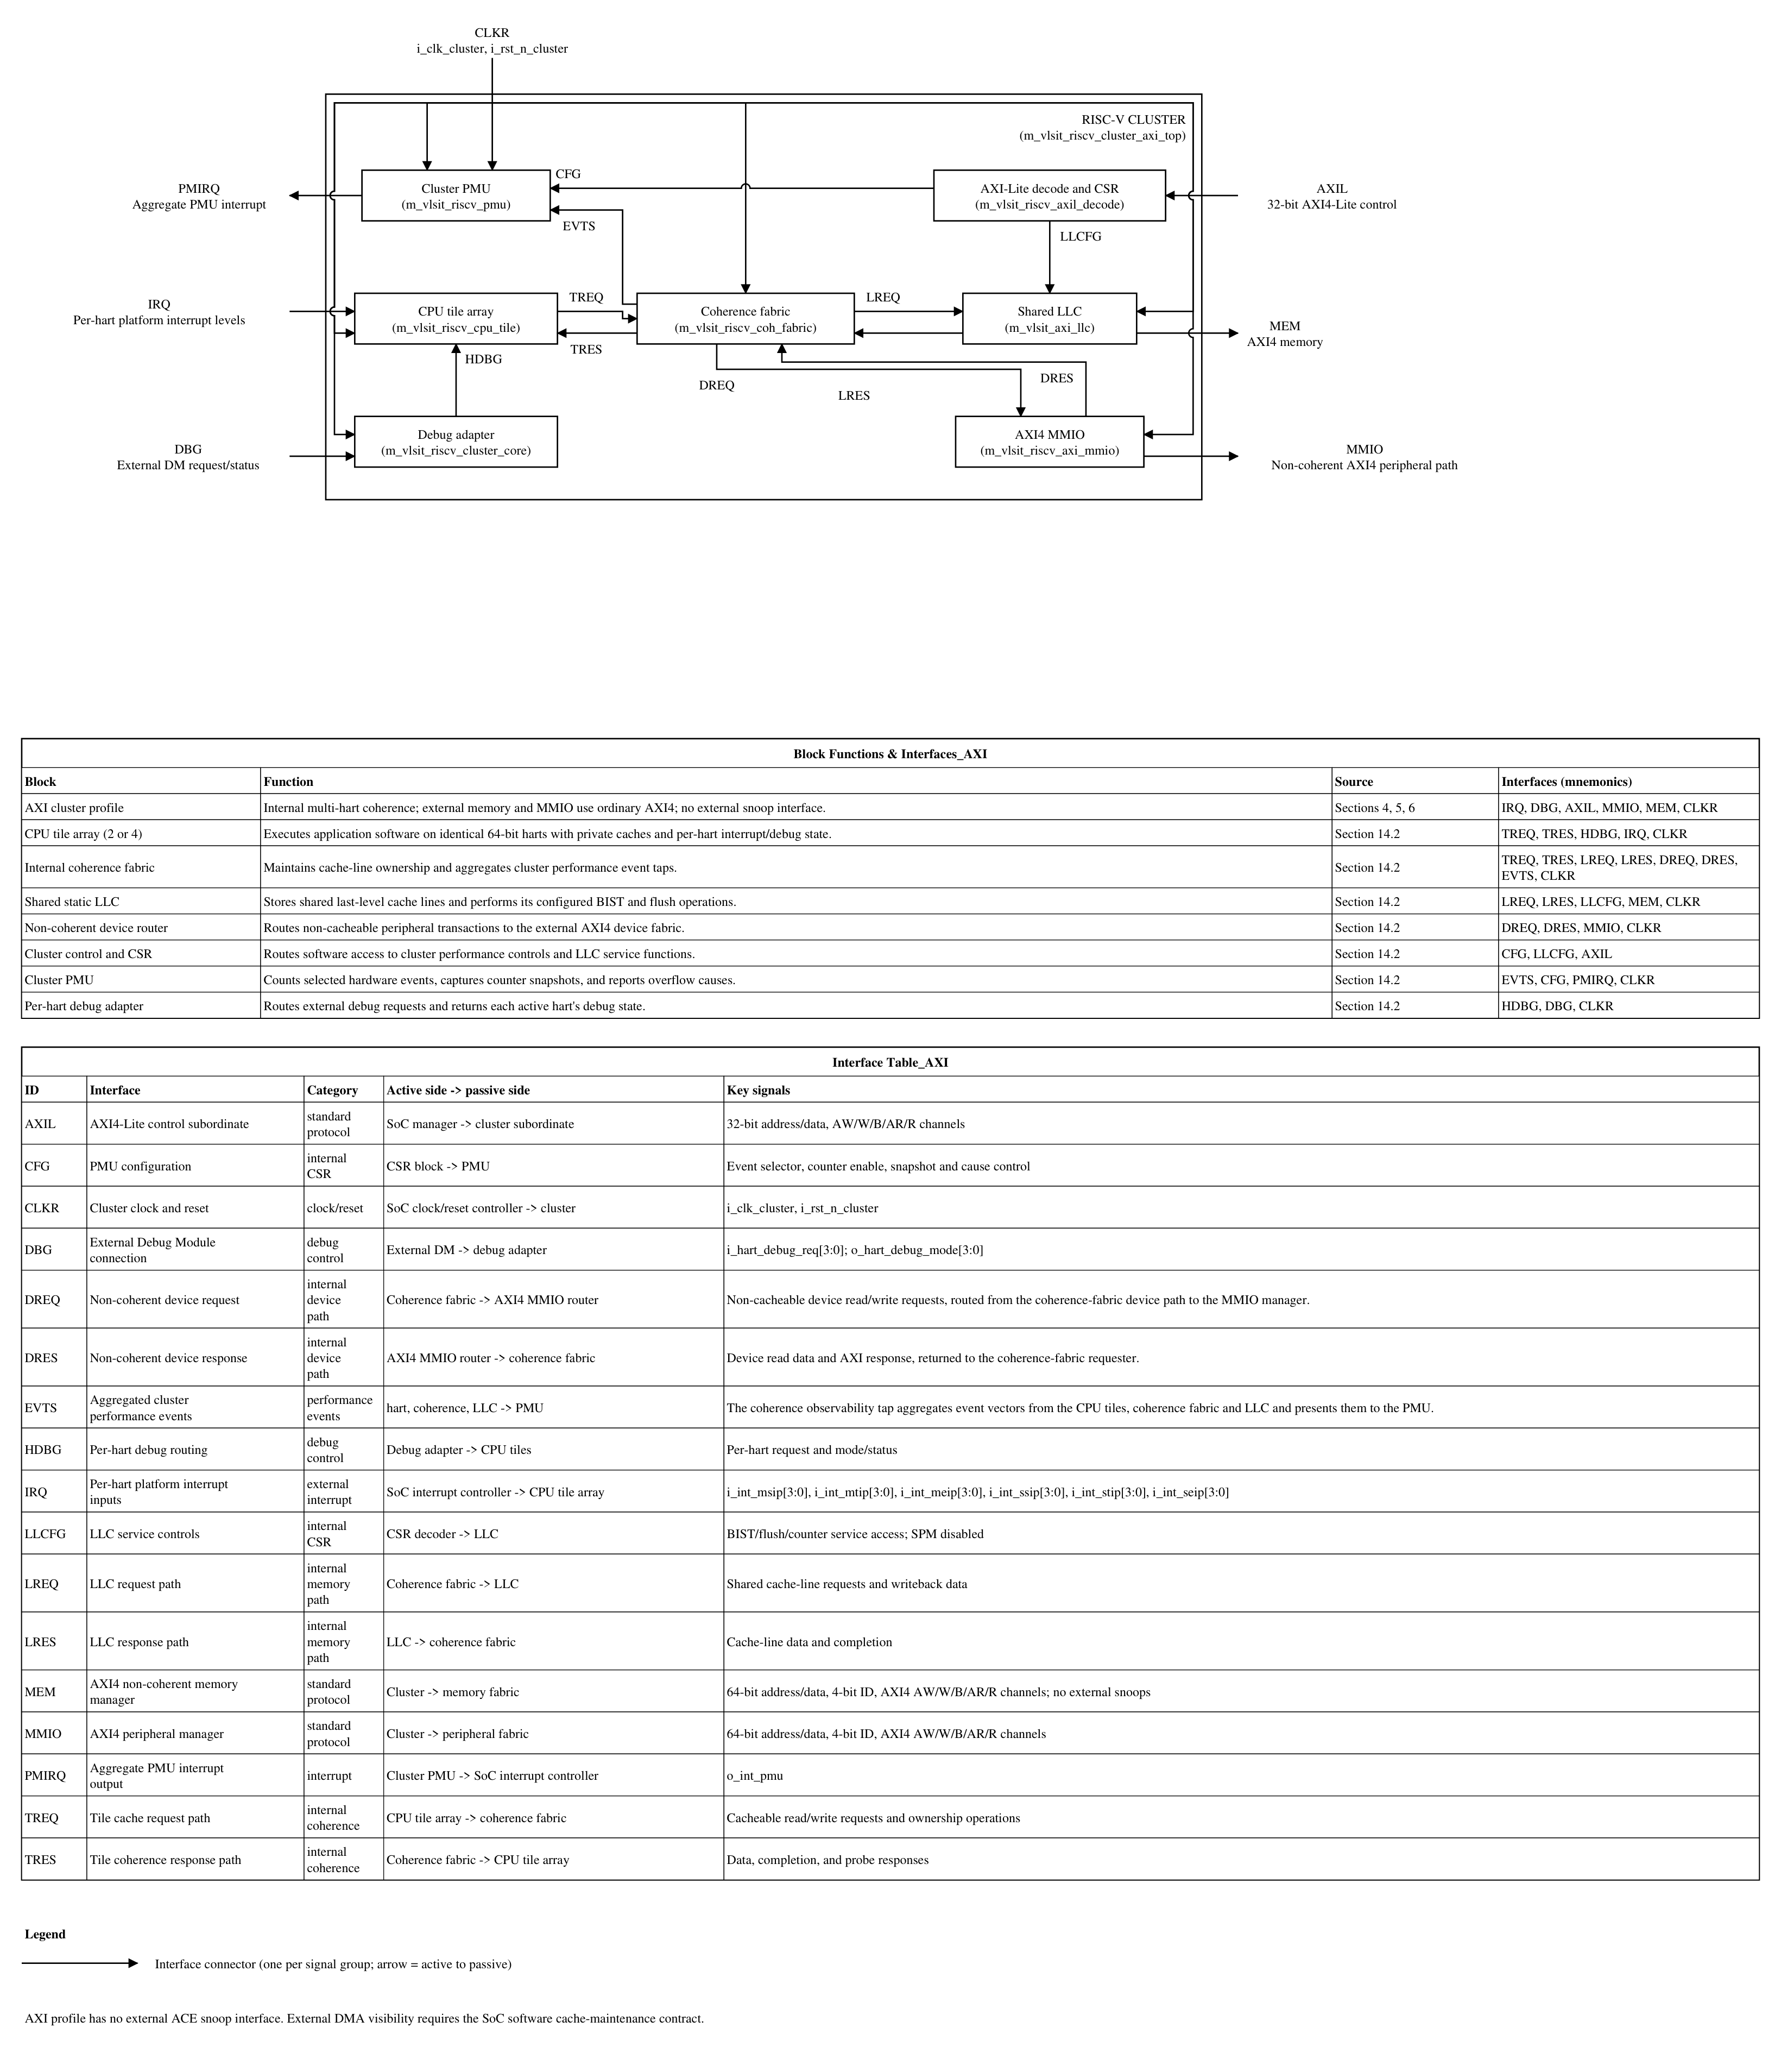 CLKR
i_clk_cluster, i_rst_n_cluster
RISC-V CLUSTER
(m_vlsit_riscv_cluster_axi_top)
PMIRQ
Aggregate PMU interrupt
Cluster PMU
(m_vlsit_riscv_pmu)
CFG
EVTS
AXI-Lite decode and CSR
(m_vlsit_riscv_axil_decode)
AXIL
32-bit AXI4-Lite control
LLCFG
IRQ
Per-hart platform interrupt levels
CPU tile array
(m_vlsit_riscv_cpu_tile)
TREQ
TRES
Coherence fabric
(m_vlsit_riscv_coh_fabric)
LREQ
Shared LLC
(m_vlsit_axi_llc)
MEM
AXI4 memory
HDBG
DREQ
LRES
DRES
DBG
External DM request/status
Debug adapter
(m_vlsit_riscv_cluster_core)
AXI4 MMIO
(m_vlsit_riscv_axi_mmio)
MMIO
Non-coherent AXI4 peripheral path
Block Functions & Interfaces_AXI
Block Function Source Interfaces (mnemonics)
AXI cluster profile Internal multi-hart coherence; external memory and MMIO use ordinary AXI4; no external snoop interface. Sections 4, 5, 6 IRQ, DBG, AXIL, MMIO, MEM, CLKR
CPU tile array (2 or 4) Executes application software on identical 64-bit harts with private caches and per-hart interrupt/debug state. Section 14.2 TREQ, TRES, HDBG, IRQ, CLKR
Internal coherence fabric Maintains cache-line ownership and aggregates cluster performance event taps. Section 14.2 TREQ, TRES, LREQ, LRES, DREQ, DRES,
EVTS, CLKR
Shared static LLC Stores shared last-level cache lines and performs its configured BIST and flush operations. Section 14.2 LREQ, LRES, LLCFG, MEM, CLKR
Non-coherent device router Routes non-cacheable peripheral transactions to the external AXI4 device fabric. Section 14.2 DREQ, DRES, MMIO, CLKR
Cluster control and CSR Routes software access to cluster performance controls and LLC service functions. Section 14.2 CFG, LLCFG, AXIL
Cluster PMU Counts selected hardware events, captures counter snapshots, and reports overflow causes. Section 14.2 EVTS, CFG, PMIRQ, CLKR
Per-hart debug adapter Routes external debug requests and returns each active hart's debug state. Section 14.2 HDBG, DBG, CLKR
Interface Table_AXI
ID Interface Category Active side -> passive side Key signals
AXIL AXI4-Lite control subordinate standard
protocol SoC manager -> cluster subordinate 32-bit address/data, AW/W/B/AR/R channels
CFG PMU configuration internal
CSR CSR block -> PMU Event selector, counter enable, snapshot and cause control
CLKR Cluster clock and reset clock/reset SoC clock/reset controller -> cluster i_clk_cluster, i_rst_n_cluster
DBG External Debug Module
connection debug
control External DM -> debug adapter i_hart_debug_req[3:0]; o_hart_debug_mode[3:0]
DREQ Non-coherent device request internal
device
path Coherence fabric -> AXI4 MMIO router Non-cacheable device read/write requests, routed from the coherence-fabric device path to the MMIO manager.
DRES Non-coherent device response internal
device
path AXI4 MMIO router -> coherence fabric Device read data and AXI response, returned to the coherence-fabric requester.
EVTS Aggregated cluster
performance events performance
events hart, coherence, LLC -> PMU The coherence observability tap aggregates event vectors from the CPU tiles, coherence fabric and LLC and presents them to the PMU.
HDBG Per-hart debug routing debug
control Debug adapter -> CPU tiles Per-hart request and mode/status
IRQ Per-hart platform interrupt
inputs external
interrupt SoC interrupt controller -> CPU tile array i_int_msip[3:0], i_int_mtip[3:0], i_int_meip[3:0], i_int_ssip[3:0], i_int_stip[3:0], i_int_seip[3:0]
LLCFG LLC service controls internal
CSR CSR decoder -> LLC BIST/flush/counter service access; SPM disabled
LREQ LLC request path internal
memory
path Coherence fabric -> LLC Shared cache-line requests and writeback data
LRES LLC response path internal
memory
path LLC -> coherence fabric Cache-line data and completion
MEM AXI4 non-coherent memory
manager standard
protocol Cluster -> memory fabric 64-bit address/data, 4-bit ID, AXI4 AW/W/B/AR/R channels; no external snoops
MMIO AXI4 peripheral manager standard
protocol Cluster -> peripheral fabric 64-bit address/data, 4-bit ID, AXI4 AW/W/B/AR/R channels
PMIRQ Aggregate PMU interrupt
output interrupt Cluster PMU -> SoC interrupt controller o_int_pmu
TREQ Tile cache request path internal
coherence CPU tile array -> coherence fabric Cacheable read/write requests and ownership operations
TRES Tile coherence response path internal
coherence Coherence fabric -> CPU tile array Data, completion, and probe responses
Legend
Interface connector (one per signal group; arrow = active to passive)
AXI profile has no external ACE snoop interface. External DMA visibility requires the SoC software cache-maintenance contract.